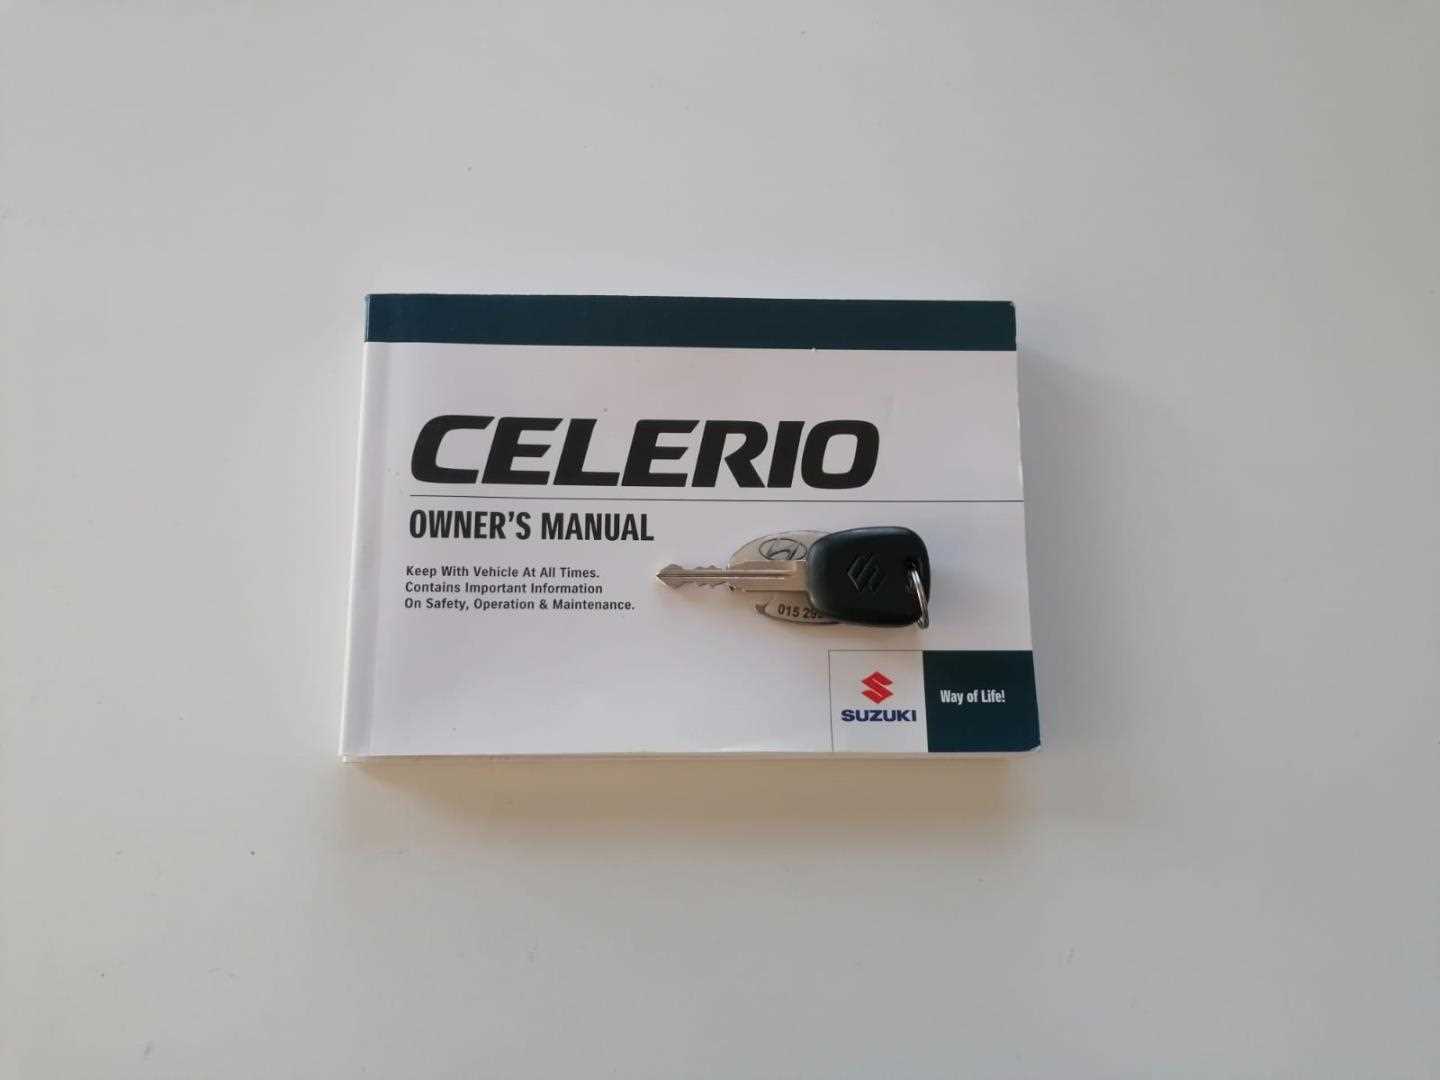 CELERIO
OWNER'S MANUAL
Keep With Vehicle At All Times.
Contains Important Information
On Safety, Operation & Maintenance.
015
SUZUKI
Way of Life!